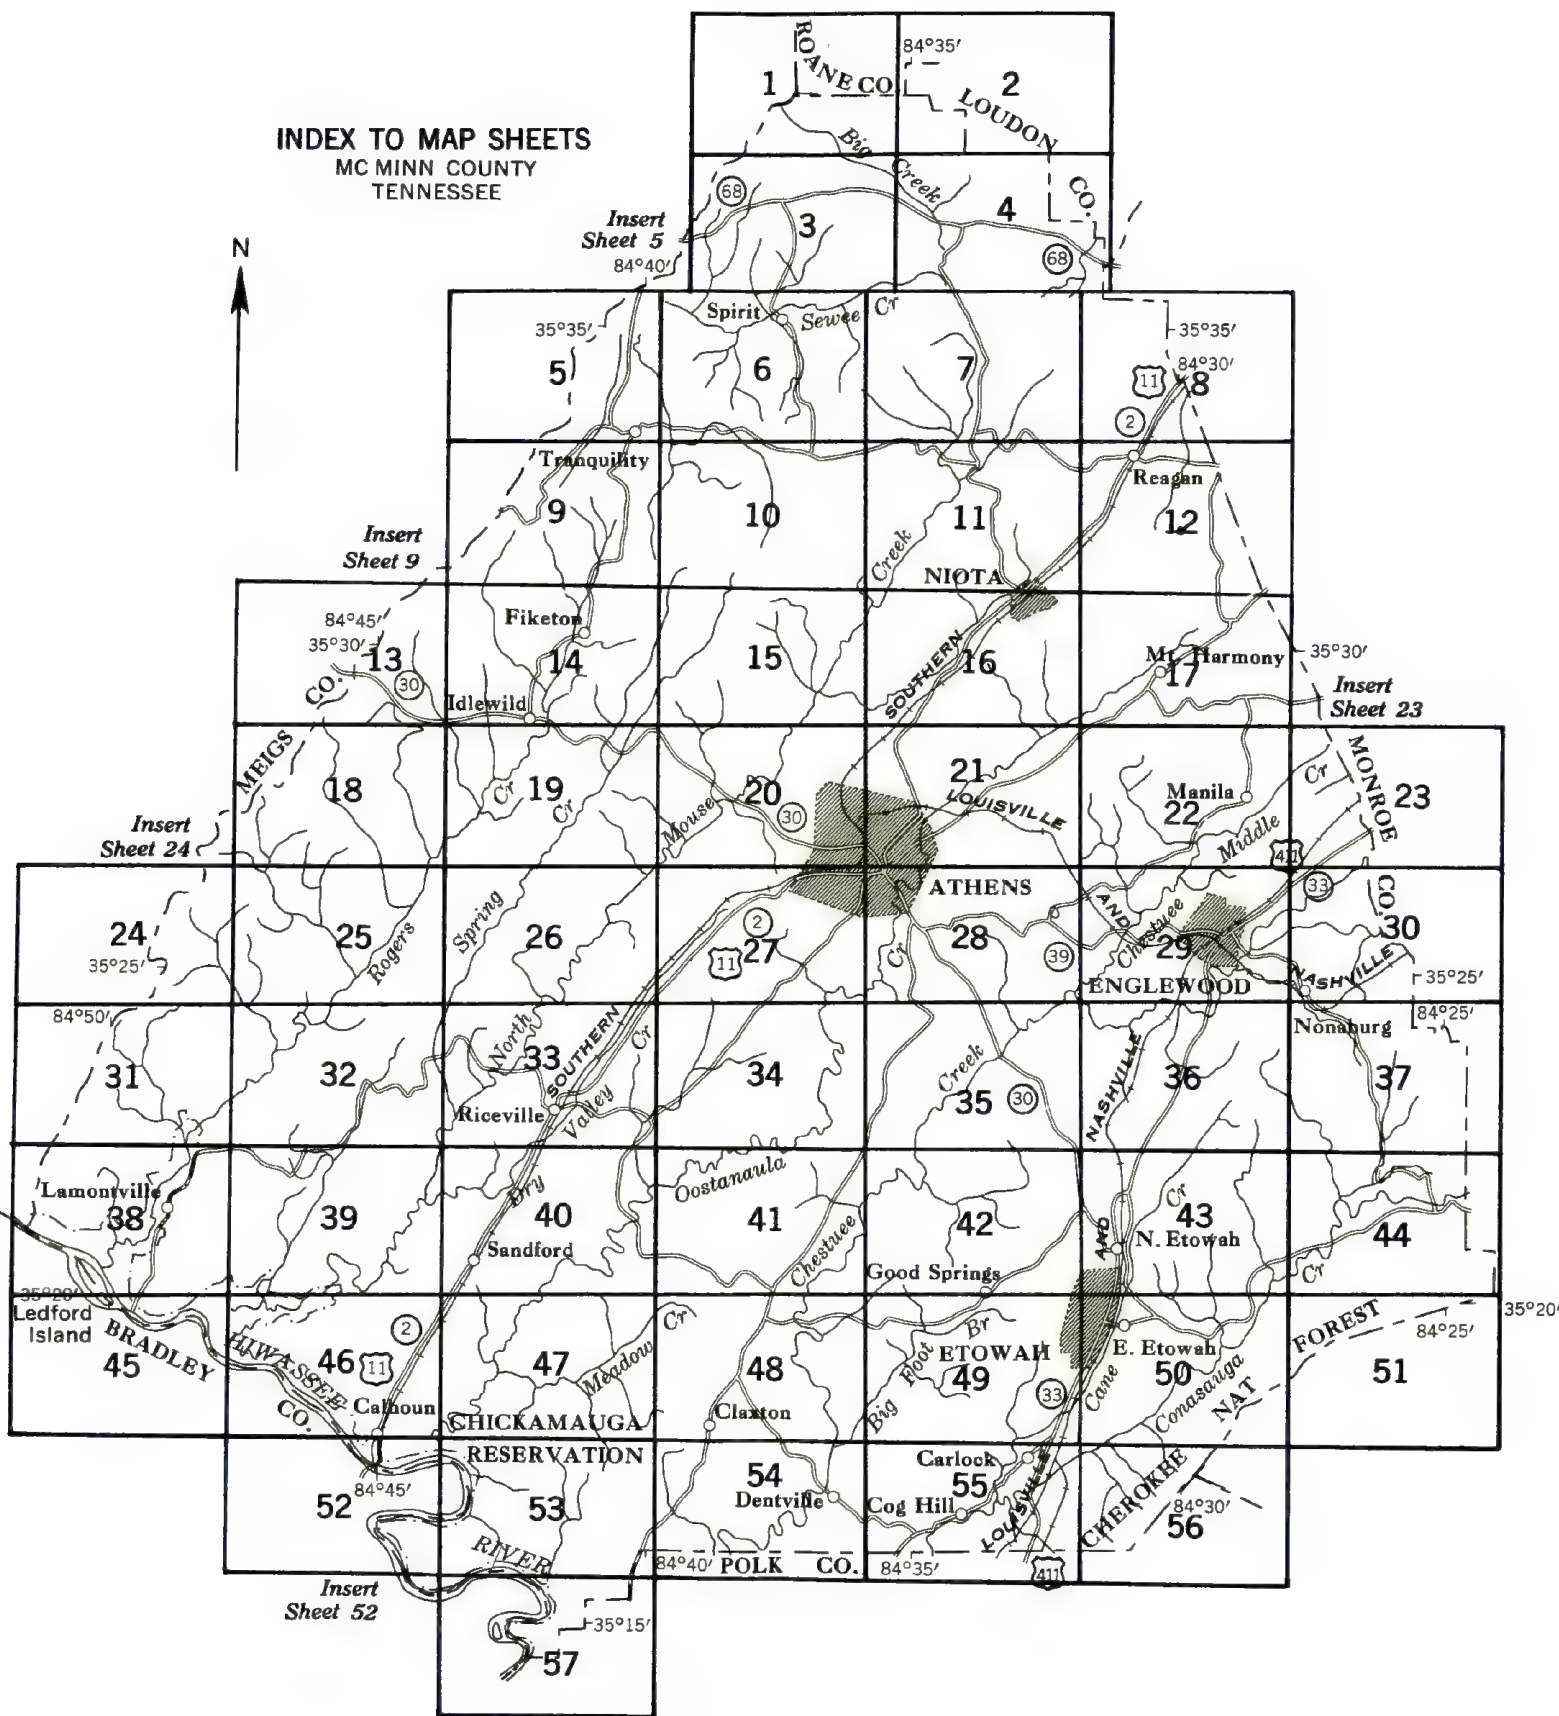 INDEX TO MAP SHEETS
MC MINN COUNTY
TENNESSEE
N
ROANE CO
84°35'
1
2
LOUDON
CO.
Big
Creek
68
3
4
68
Insert
Sheet 5
84°40'
35°35'
Spirit
Sewee Cr
35°35'
84°30'
5
6
7
11
8
2
Tranquility
Reagan
9
10
11
12
Insert
Sheet 9
Creek
NIOTA
84°45'
35°30'
Fiketon
13
14
15
16
Mt. Harmony
17
35°30'
30
CO.
Idlewild
SOUTHERN
Insert
Sheet 23
MEIGS
18
19
20
21
22
23
Cr
Cr
Mouse
30
LOUISVILLE
Manila
Cr
MONROE
Middle
411
Insert
Sheet 24
ATHENS
33
CO.
24
25
26
27
28
29
30
35°25'
Rogers
Spring
2
11
Cr
39
AND
Chestuee
ENGLEWOOD
NASHVILLE
35°25'
84°25'
84°50'
Nonaburg
31
32
33
34
35
36
37
North
SOUTHERN
Cr
Creek
30
NASHVILLE
Riceville
Valley
Oostanaula
Lamontville
38
39
40
41
42
43
44
Dry
Sandford
Chestuee
AND
Cr
N. Etowah
Good Springs
Cr
35°20'
Ledford
Island
BRADLEY
HIWASSEE
CO.
45
46
47
48
49
50
51
2
11
Meadow
Cr
Big Foot Br
ETOWAH
E. Etowah
FOREST
84°25'
35°20'
Calhoun
CHICKAMAUGA
RESERVATION
Claxton
33
Cane
Conasauga
NAT
CHEROKEE
84°45'
52
53
54
55
56
Dentville
Carlock
Cog Hill
LOUISVILLE
84°30'
RIVER
84°40'
POLK CO.
84°35'
411
Insert
Sheet 52
35°15'
57